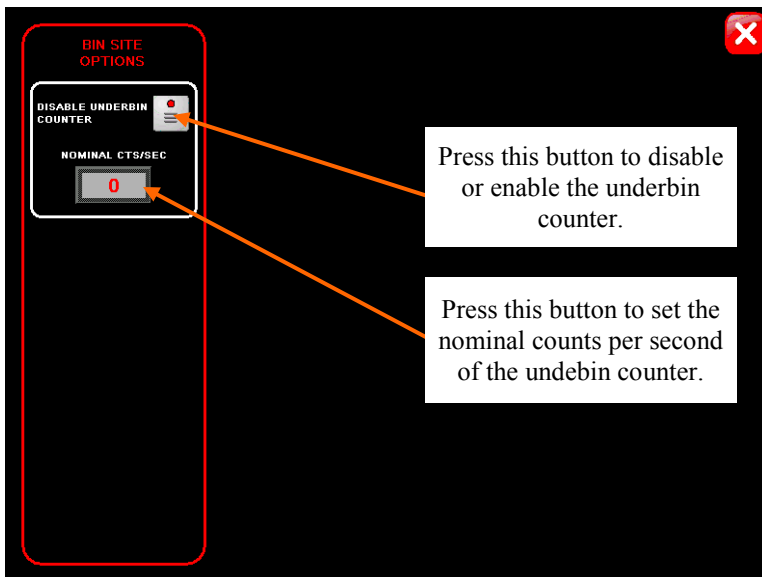 BIN SITE
OPTIONS
DISABLE UNDERBIN
COUNTER
NOMINAL CTS/SEC
0
Press this button to disable
or enable the underbin
counter.
Press this button to set the
nominal counts per second
of the undebin counter.